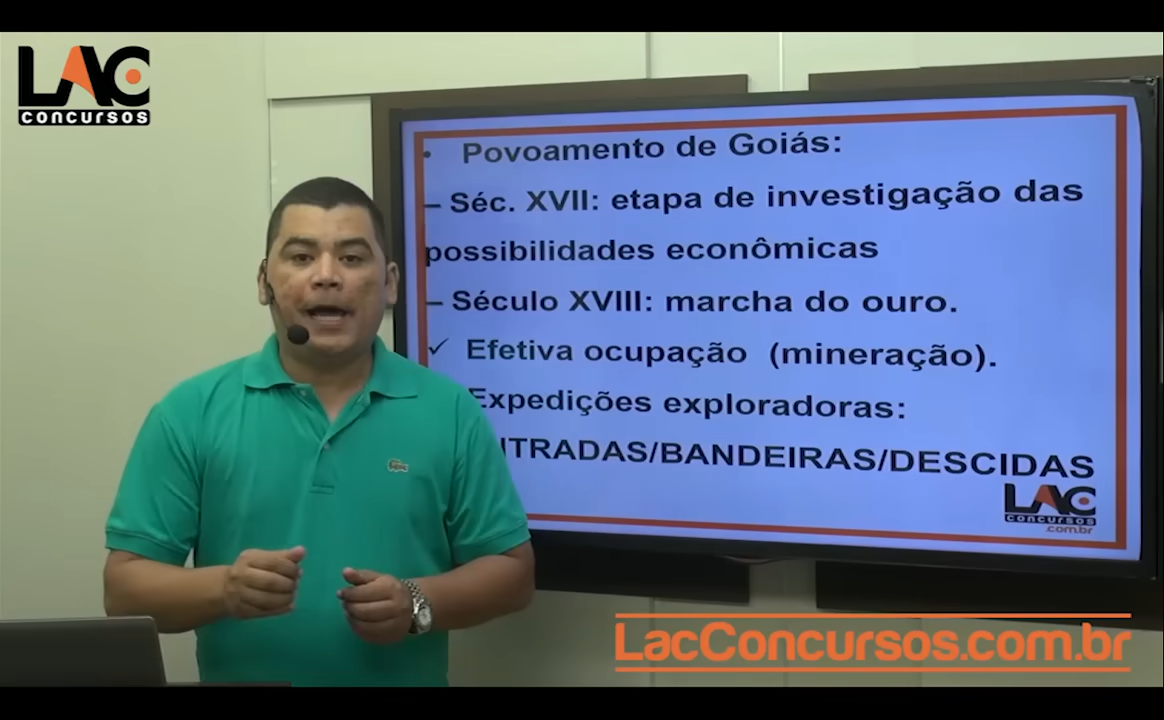 LAC
concursos
• Povoamento de Goiás:
– Séc. XVII: etapa de investigação das
possibilidades econômicas
– Século XVIII: marcha do ouro.
✓ Efetiva ocupação (mineração).
Expedições exploradoras:
NTRADAS/BANDEIRAS/DESCIDAS
LAC
concursos
.com.br
LacConcursos.com.br